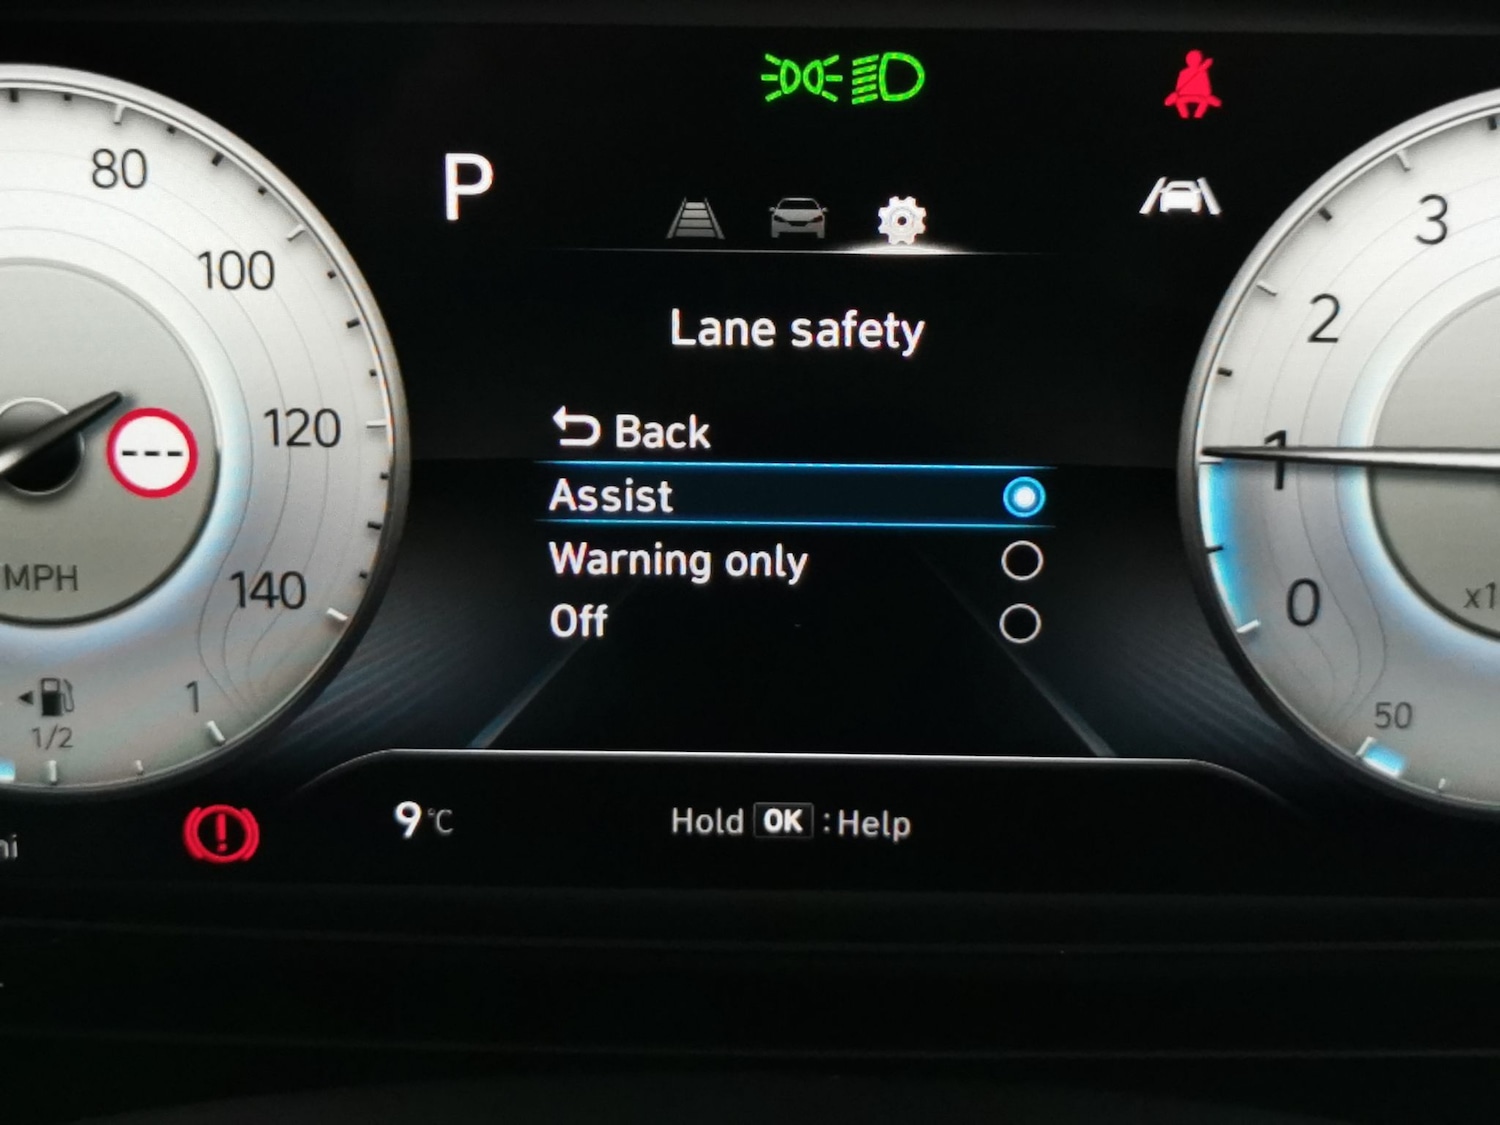 80
100
120
140
MPH
1/2
1
P
---
Lane safety
Back
Assist
Warning only
Off
9 °C
Hold OK : Help
3
2
1
0
50